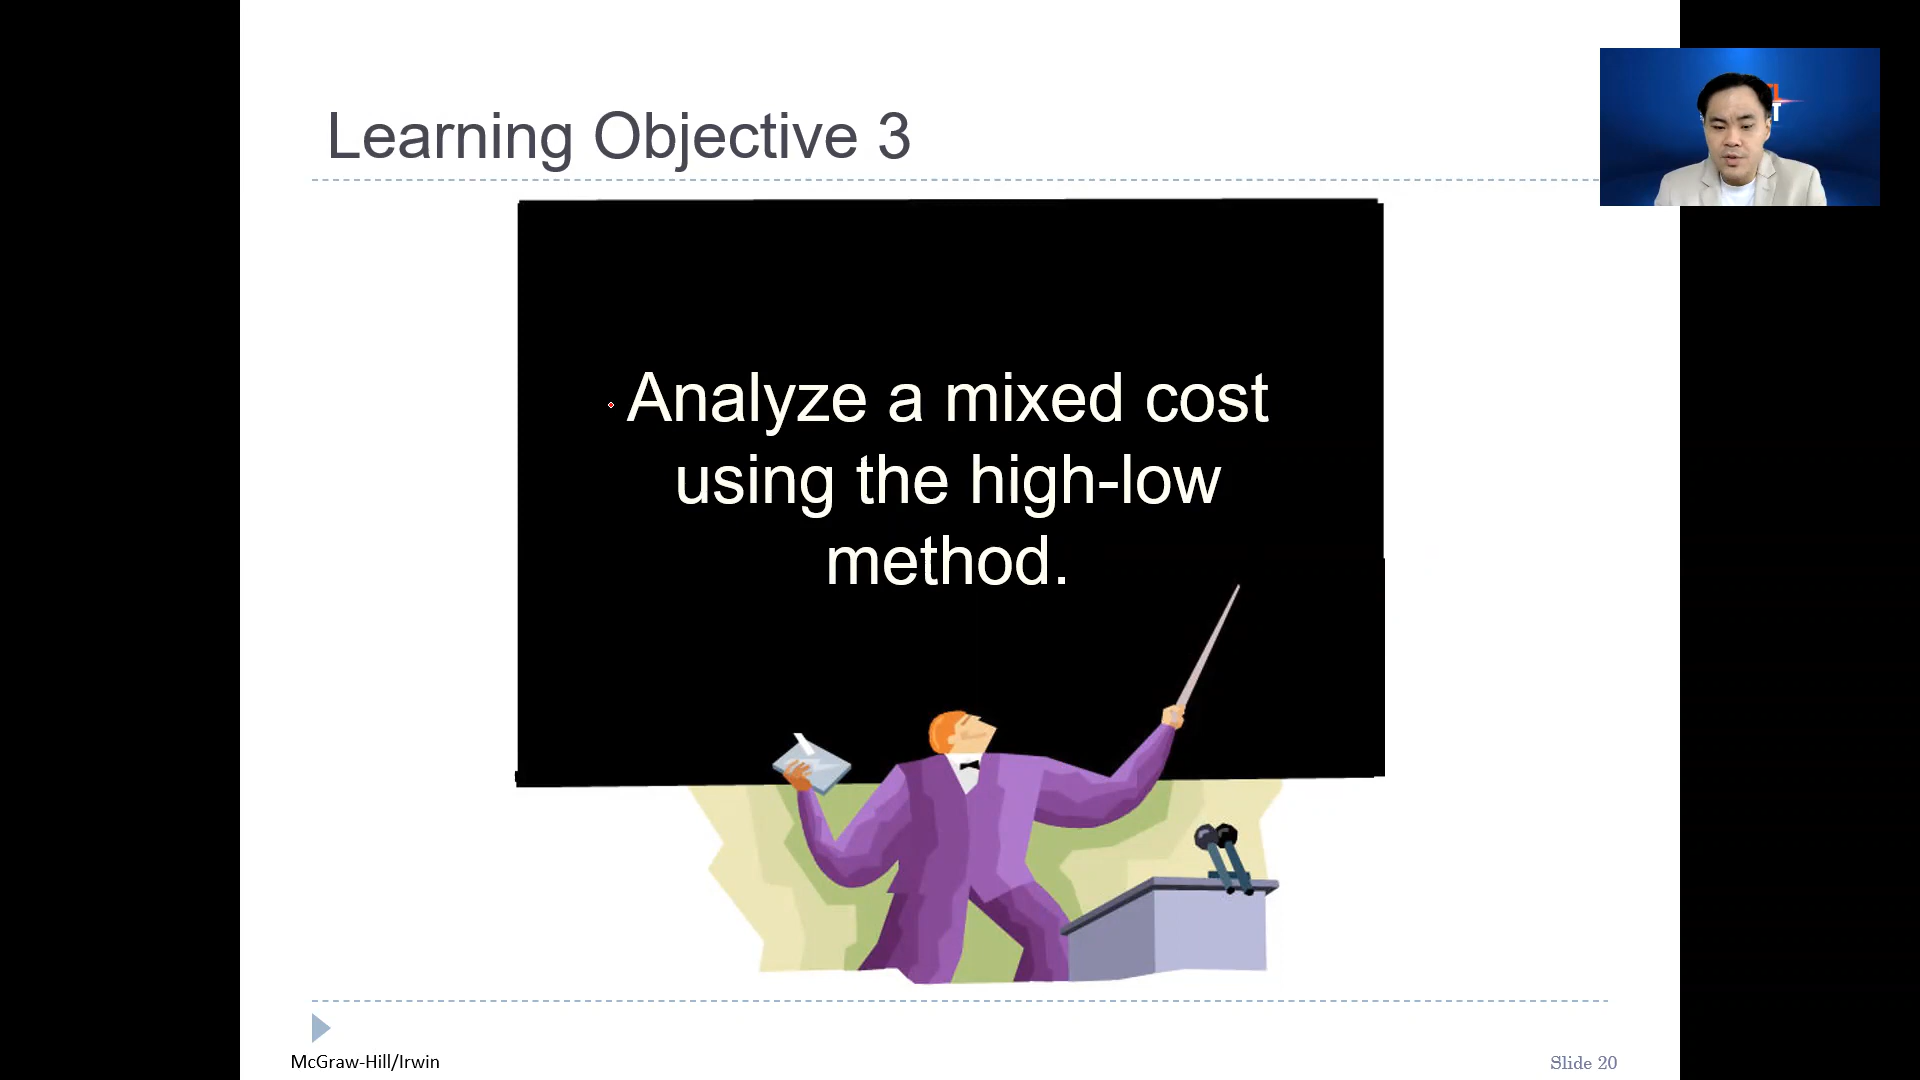 Learning Objective 3
Analyze a mixed cost
using the high-low
method.
McGraw-Hill/Irwin
Slide 20